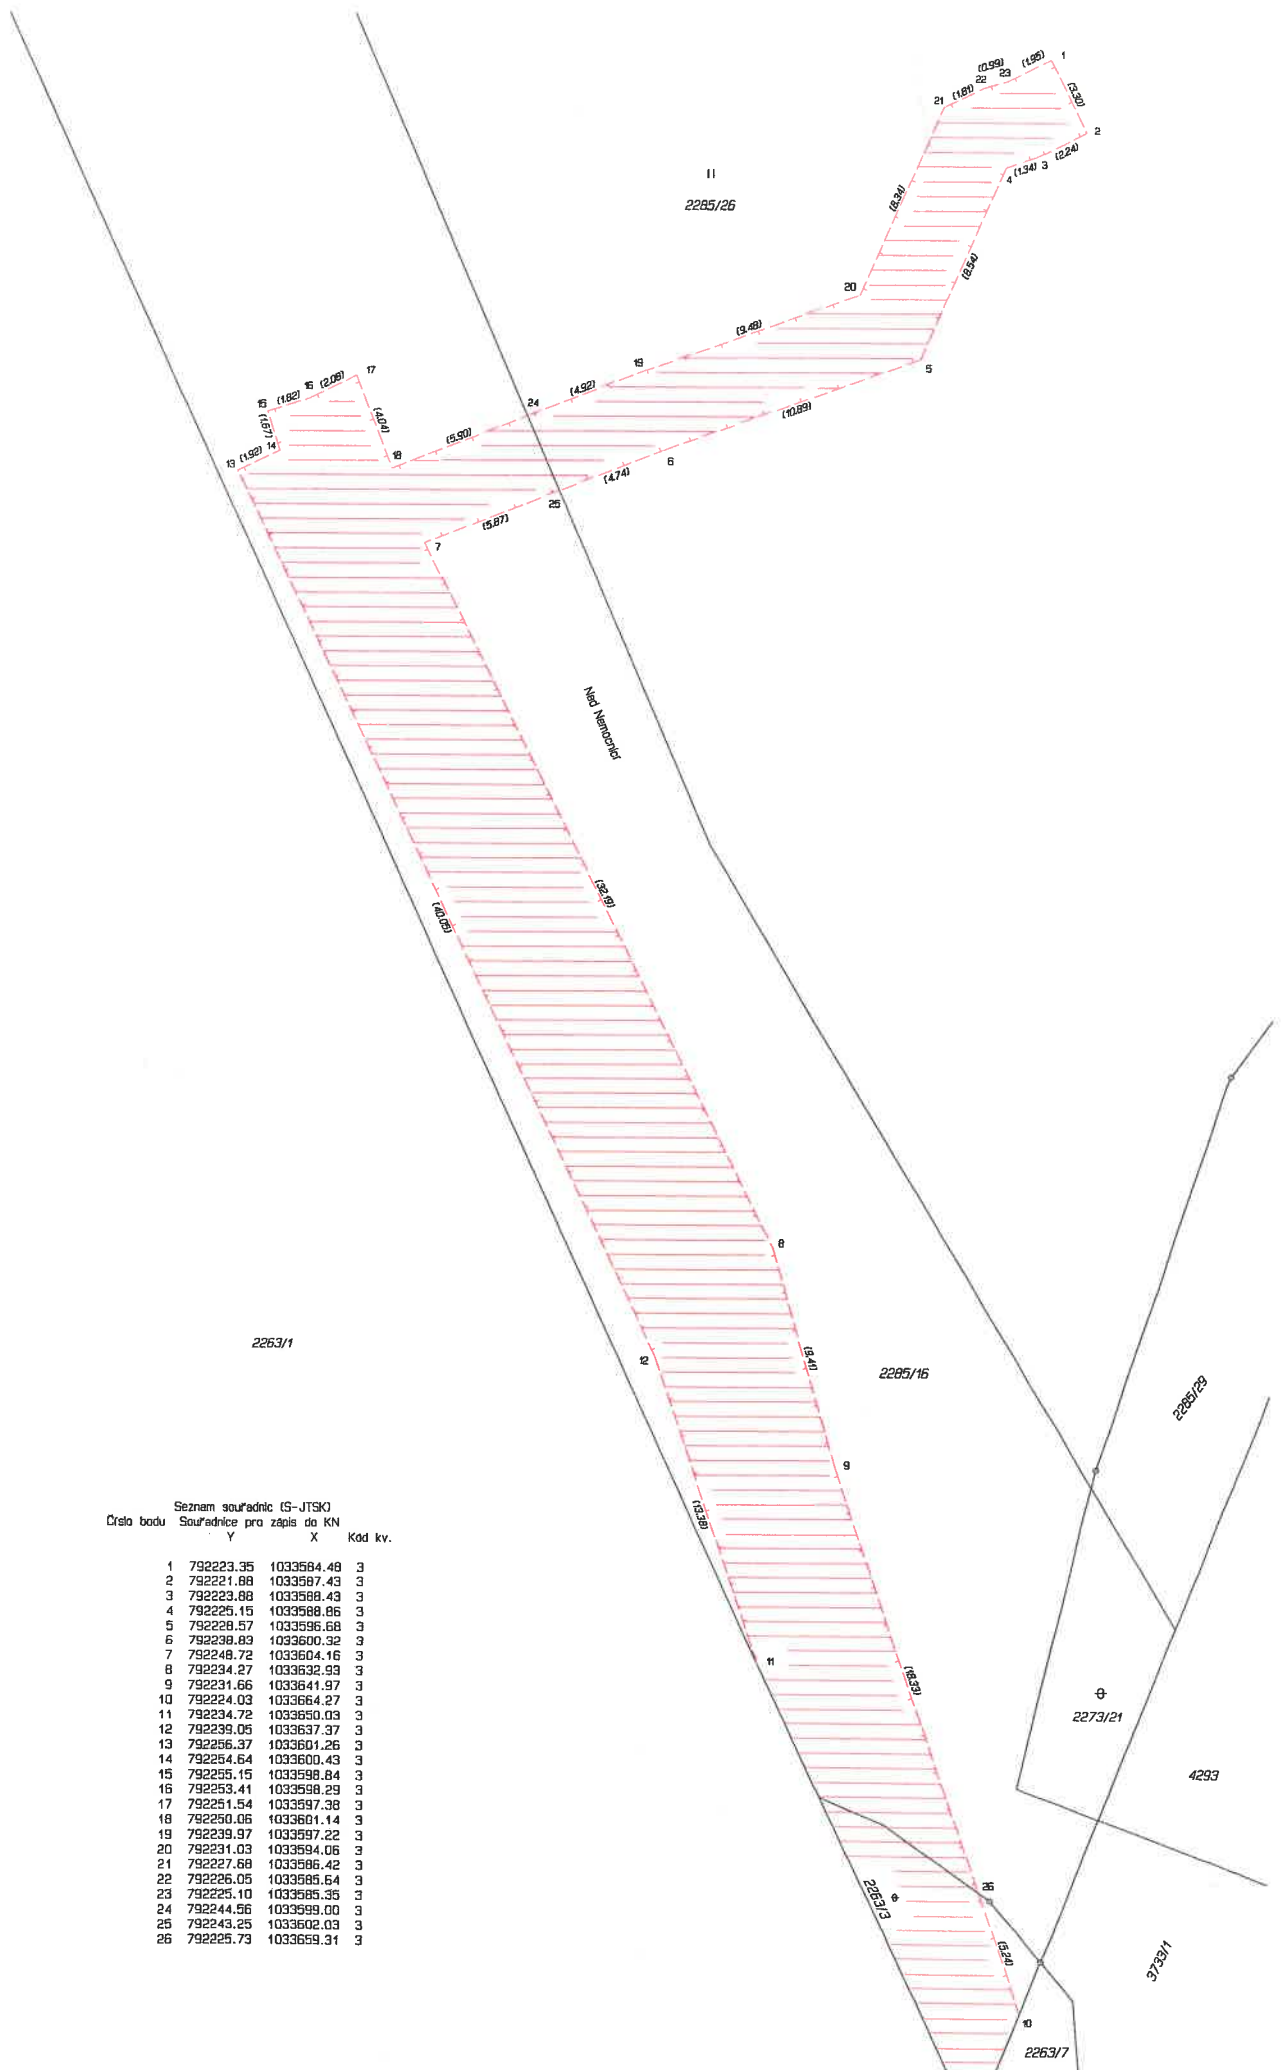 (0.99)
(1.95)
1
22
23
(1.81)
21
(3.30)
2
(2.24)
3
(1.34)
4
II
2285/26
(8.34)
(8.54)
20
(9.48)
19
5
(4.92)
24
(10.89)
17
(2.08)
16
(1.82)
15
(1.67)
(4.04)
14
(1.92)
13
18
(5.90)
6
(4.74)
25
(5.87)
7
Nad Nemocnicí
(32.19)
(40.05)
8
12
(9.41)
2263/1
2285/16
2285/29
9
(13.38)
11
(18.33)
2273/21
4293
26
2263/3
(5.24)
3733/1
10
2263/7
Seznam souřadnic (S-JTSK)
Číslo bodu Souřadnice pro zápis do KN
Y X Kód kv.
1 792223.35 1033584.48 3
2 792221.88 1033587.43 3
3 792223.88 1033588.43 3
4 792225.15 1033588.86 3
5 792228.57 1033596.68 3
6 792238.83 1033600.32 3
7 792248.72 1033604.16 3
8 792234.27 1033632.93 3
9 792231.66 1033641.97 3
10 792224.03 1033664.27 3
11 792234.72 1033650.03 3
12 792239.05 1033637.37 3
13 792256.37 1033601.26 3
14 792254.64 1033600.43 3
15 792255.15 1033598.84 3
16 792253.41 1033598.29 3
17 792251.54 1033597.38 3
18 792250.06 1033601.14 3
19 792239.97 1033597.22 3
20 792231.03 1033594.06 3
21 792227.68 1033586.42 3
22 792226.05 1033585.64 3
23 792225.10 1033585.35 3
24 792244.56 1033599.00 3
25 792243.25 1033602.03 3
26 792225.73 1033659.31 3